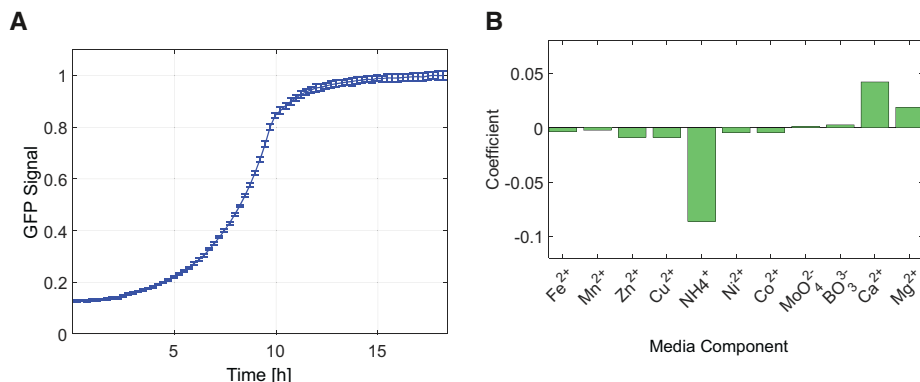 A
GFP Signal
1
0.8
0.6
0.4
0.2
0
5 10 15
Time [h]
B
Coefficient
0.05
0
-0.05
-0.1
Fe²⁺ Mn²⁺ Zn²⁺ Cu²⁺ NH4⁺ Ni²⁺ Co²⁺ MoO₄²⁻ BO₃³⁻ Ca²⁺ Mg²⁺
Media Component